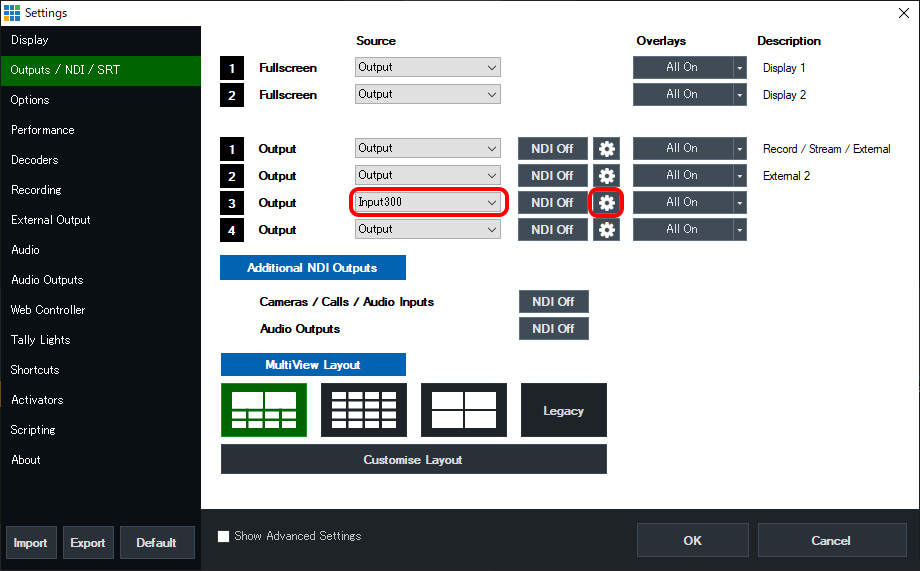 Settings
Display
Outputs / NDI / SRT
Options
Performance
Decoders
Recording
External Output
Audio
Audio Outputs
Web Controller
Tally Lights
Shortcuts
Activators
Scripting
About
Import Export Default
Source Overlays Description
1 Fullscreen Output All On Display 1
2 Fullscreen Output All On Display 2
1 Output Output NDI Off All On Record / Stream / External
2 Output Output NDI Off All On External 2
3 Output Input300 NDI Off All On
4 Output Output NDI Off All On
Additional NDI Outputs
Cameras / Calls / Audio Inputs NDI Off
Audio Outputs NDI Off
MultiView Layout
Legacy
Customise Layout
Show Advanced Settings
OK Cancel